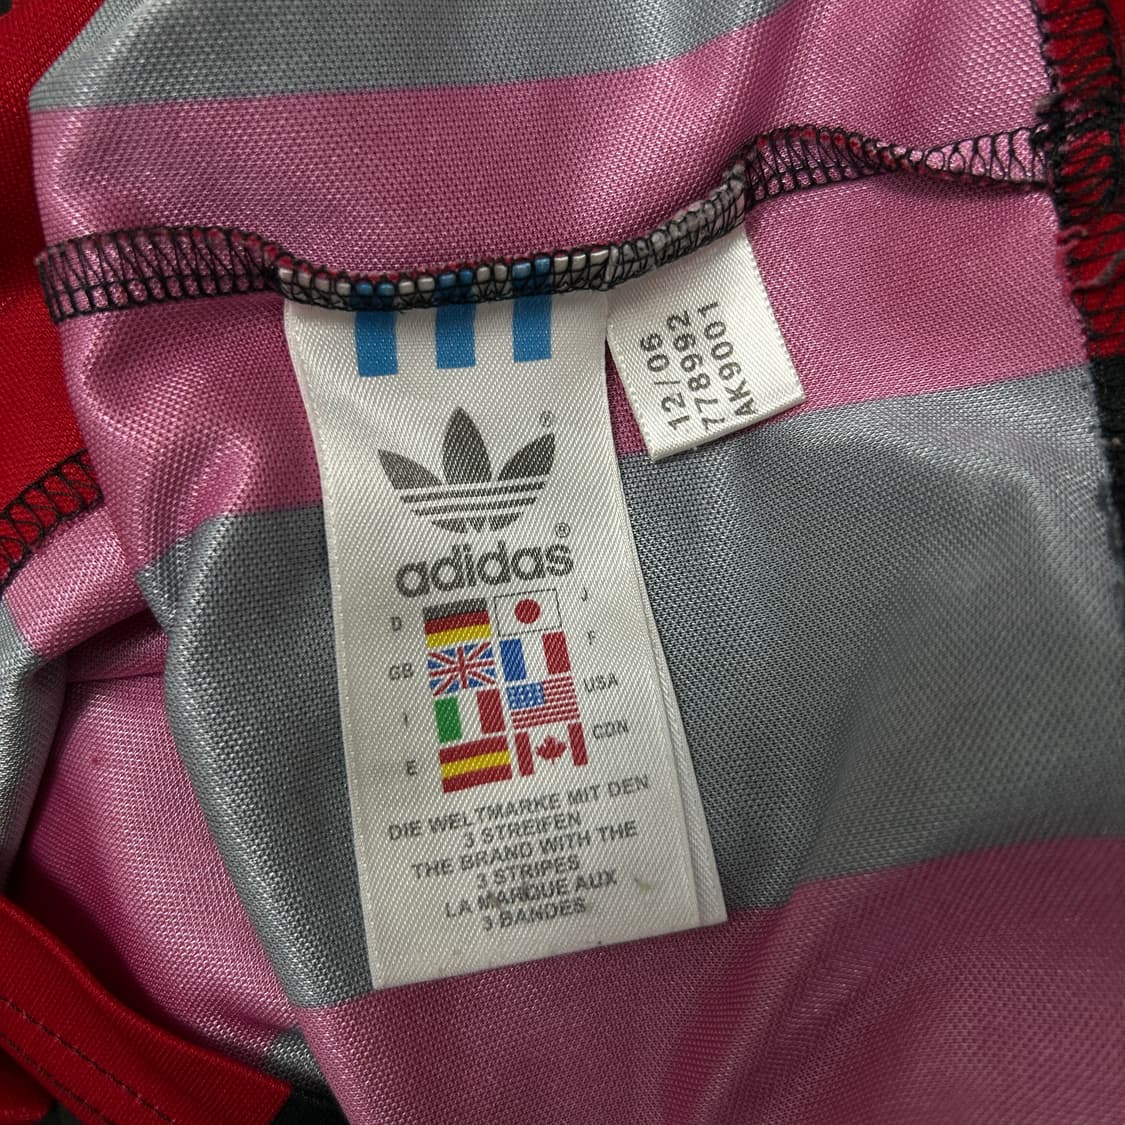 12/06
778992
AK9001
®
adidas®
D
J
GB
F
I
USA
E
CDN
DIE WELTMARKE MIT DEN
3 STREIFEN
THE BRAND WITH THE
3 STRIPES
LA MARQUE AUX
3 BANDES